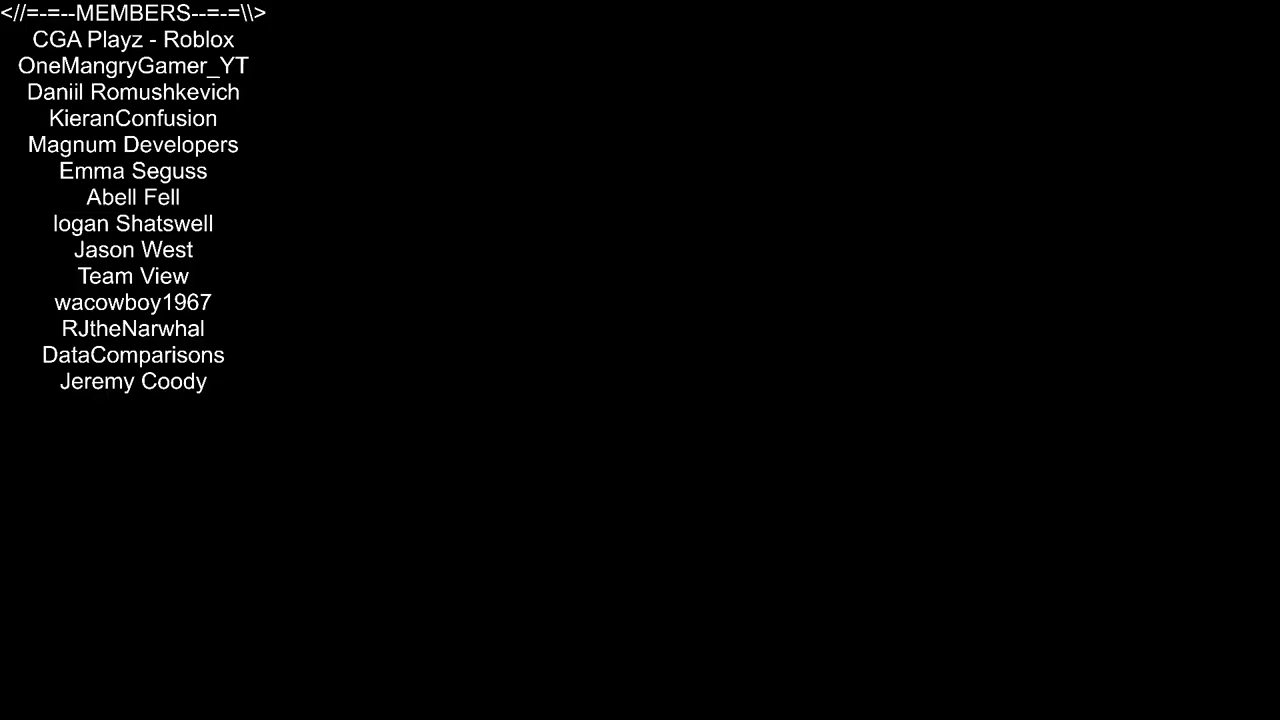 <//=-=--MEMBERS--=-=\\>
CGA Playz - Roblox
OneMangryGamer_YT
Daniil Romushkevich
KieranConfusion
Magnum Developers
Emma Seguss
Abell Fell
logan Shatswell
Jason West
Team View
wacowboy1967
RJtheNarwhal
DataComparisons
Jeremy Coody